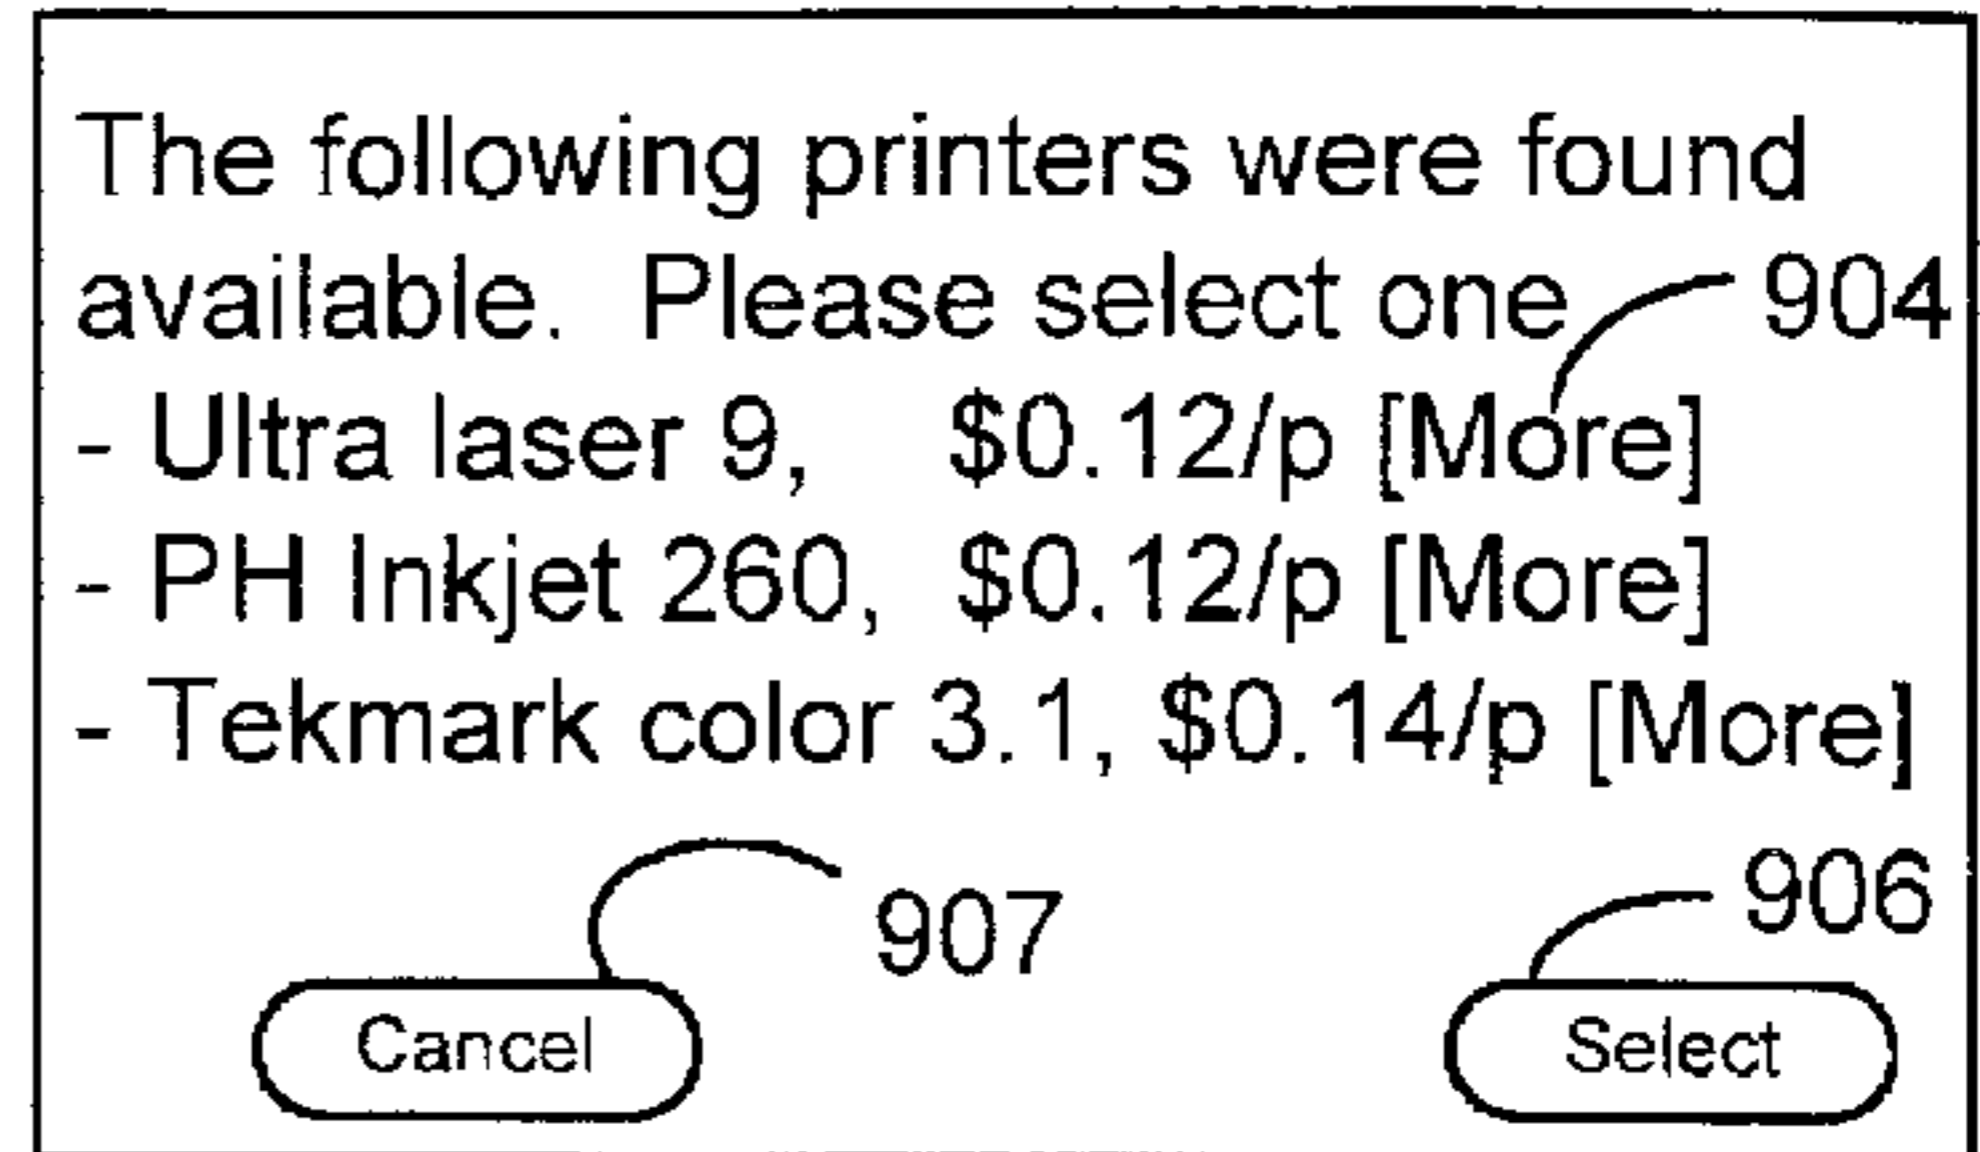 The following printers were found
available. Please select one 904
- Ultra laser 9, $0.12/p [More]
- PH Inkjet 260, $0.12/p [More]
- Tekmark color 3.1, $0.14/p [More]
907 906
Cancel Select